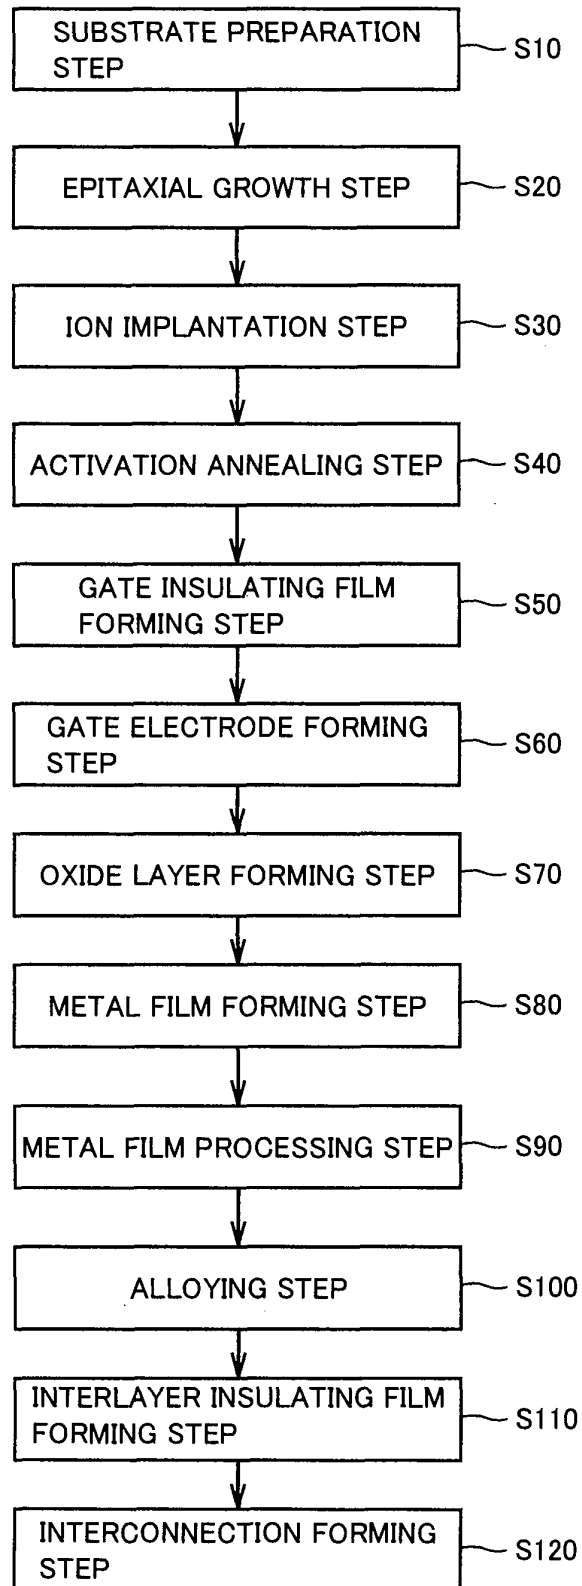 SUBSTRATE PREPARATION
STEP
S10
EPITAXIAL GROWTH STEP
S20
ION IMPLANTATION STEP
S30
ACTIVATION ANNEALING STEP
S40
GATE INSULATING FILM
FORMING STEP
S50
GATE ELECTRODE FORMING
STEP
S60
OXIDE LAYER FORMING STEP
S70
METAL FILM FORMING STEP
S80
METAL FILM PROCESSING STEP
S90
ALLOYING STEP
S100
INTERLAYER INSULATING FILM
FORMING STEP
S110
INTERCONNECTION FORMING
STEP
S120